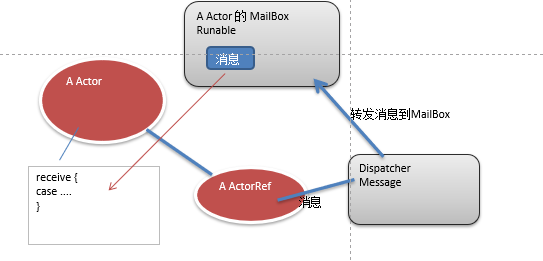 A Actor 的 MailBox
Runable
消息
A Actor
转发消息到MailBox
receive {
case ....
}
A ActorRef
消息
Dispatcher
Message